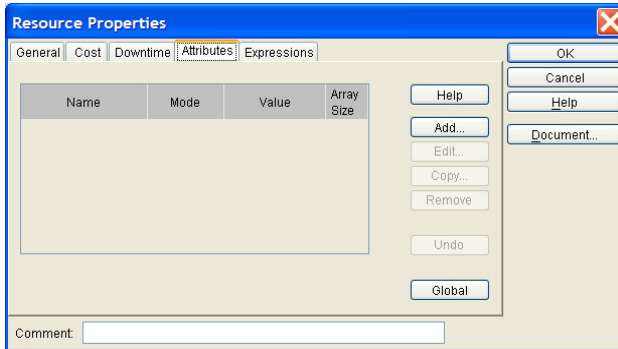 Resource Properties
General Cost Downtime Attributes Expressions
OK
Cancel
Help
Document...
Name Mode Value Array Size
Help
Add...
Edit...
Copy...
Remove
Undo
Global
Comment: